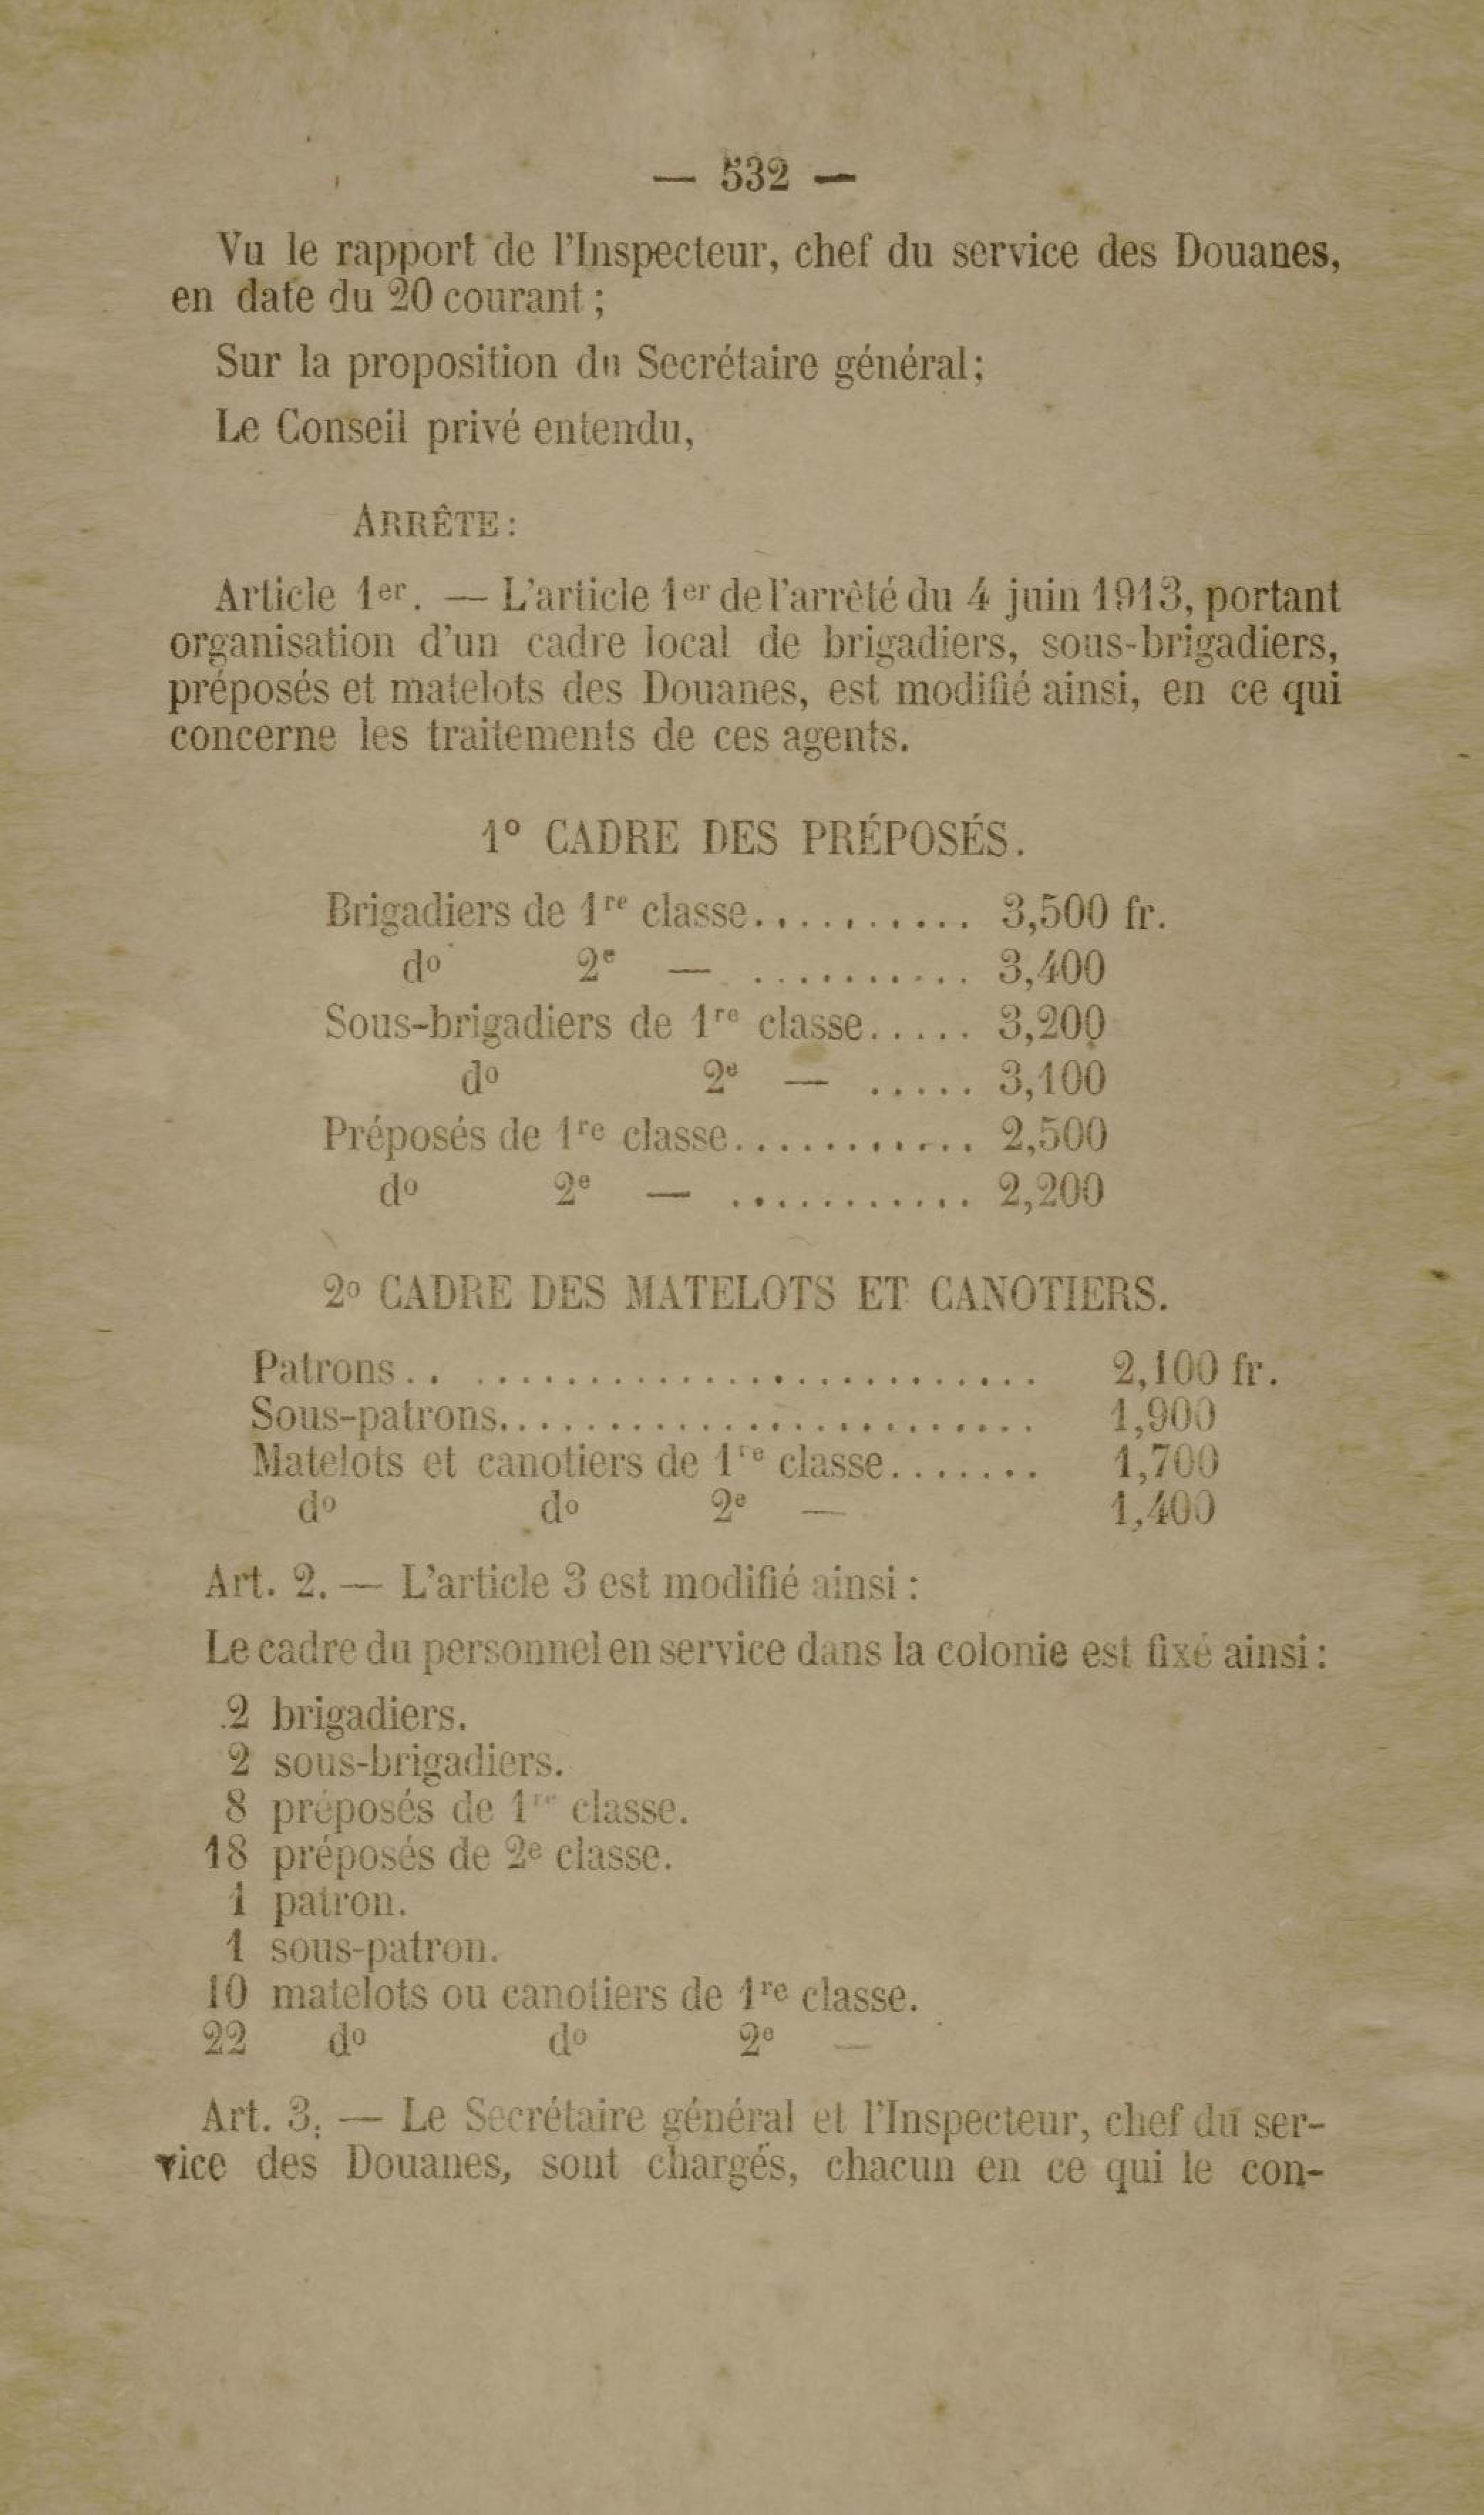 — 532 —
Vu le rapport de l'Inspecteur, chef du service des Douanes,
en date du 20 courant ;
Sur la proposition du Secrétaire général;
Le Conseil privé entendu,
ARRÊTE :
Article 1er. — L'article 1er de l'arrêté du 4 juin 1913, portant
organisation d'un cadre local de brigadiers, sous-brigadiers,
préposés et matelots des Douanes, est modifié ainsi, en ce qui
concerne les traitements de ces agents.
1º CADRE DES PRÉPOSÉS.
Brigadiers de 1re classe.......... 3,500 fr.
do 2e — .......... 3,400
Sous-brigadiers de 1re classe..... 3,200
do 2e — ..... 3,100
Préposés de 1re classe........... 2,500
do 2e — ........... 2,200
2º CADRE DES MATELOTS ET CANOTIERS.
Patrons.. ......................... 2,100 fr.
Sous-patrons........................ 1,900
Matelots et canotiers de 1re classe....... 1,700
do do 2e — 1,400
Art. 2. — L'article 3 est modifié ainsi :
Le cadre du personnel en service dans la colonie est fixé ainsi :
2 brigadiers.
2 sous-brigadiers.
8 préposés de 1re classe.
18 préposés de 2e classe.
1 patron.
1 sous-patron.
10 matelots ou canotiers de 1re classe.
22 do do 2e —
Art. 3. — Le Secrétaire général et l'Inspecteur, chef du ser-
vice des Douanes, sont chargés, chacun en ce qui le con-